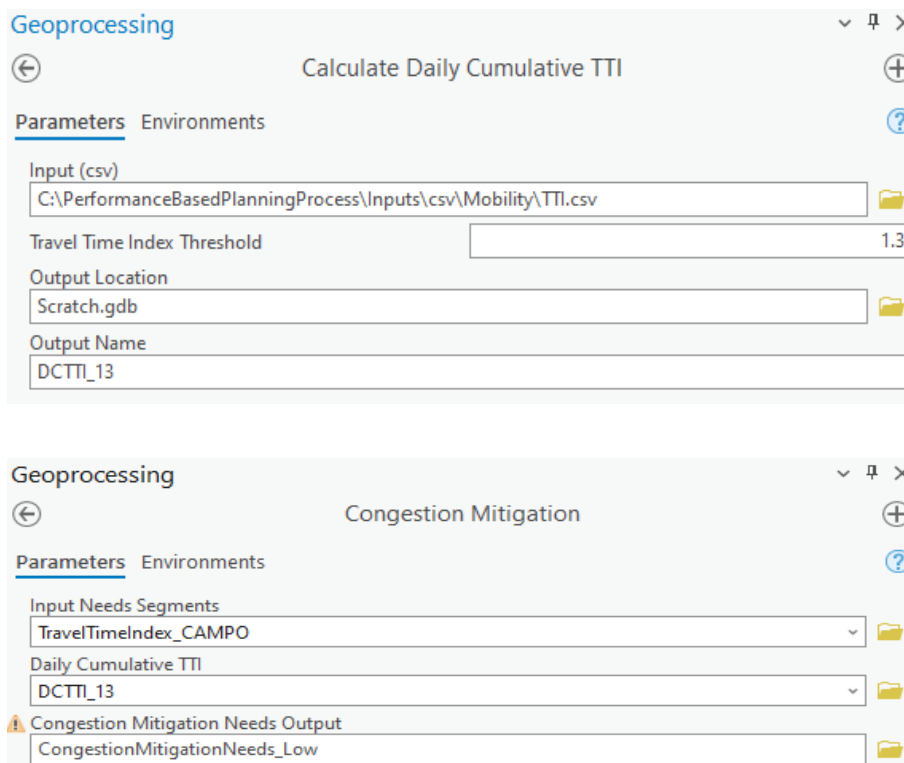 Geoprocessing
Calculate Daily Cumulative TTI
Parameters Environments
Input (csv)
C:\PerformanceBasedPlanningProcess\Inputs\csv\Mobility\TTI.csv
Travel Time Index Threshold 1.3
Output Location
Scratch.gdb
Output Name
DCTTI_13
Geoprocessing
Congestion Mitigation
Parameters Environments
Input Needs Segments
TravelTimeIndex_CAMPO
Daily Cumulative TTI
DCTTI_13
Congestion Mitigation Needs Output
CongestionMitigationNeeds_Low